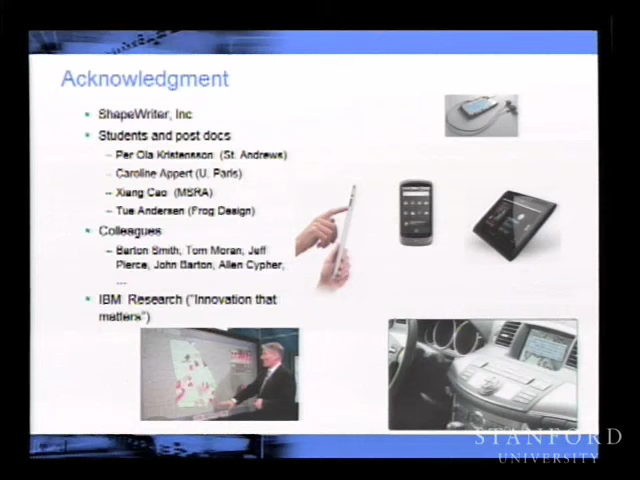 Acknowledgment
ShapeWriter, Inc
Students and post docs
– Per Ola Kristensson (St. Andrews)
– Caroline Appert (U. Paris)
– Xiang Cao (MSRA)
– Tue Andersen (Frog Design)
Colleagues
– Barton Smith, Tom Moran, Jeff
Pierce, John Barton, Allen Cypher,
....
IBM Research ("Innovation that
matters")
STANFORD
UNIVERSITY